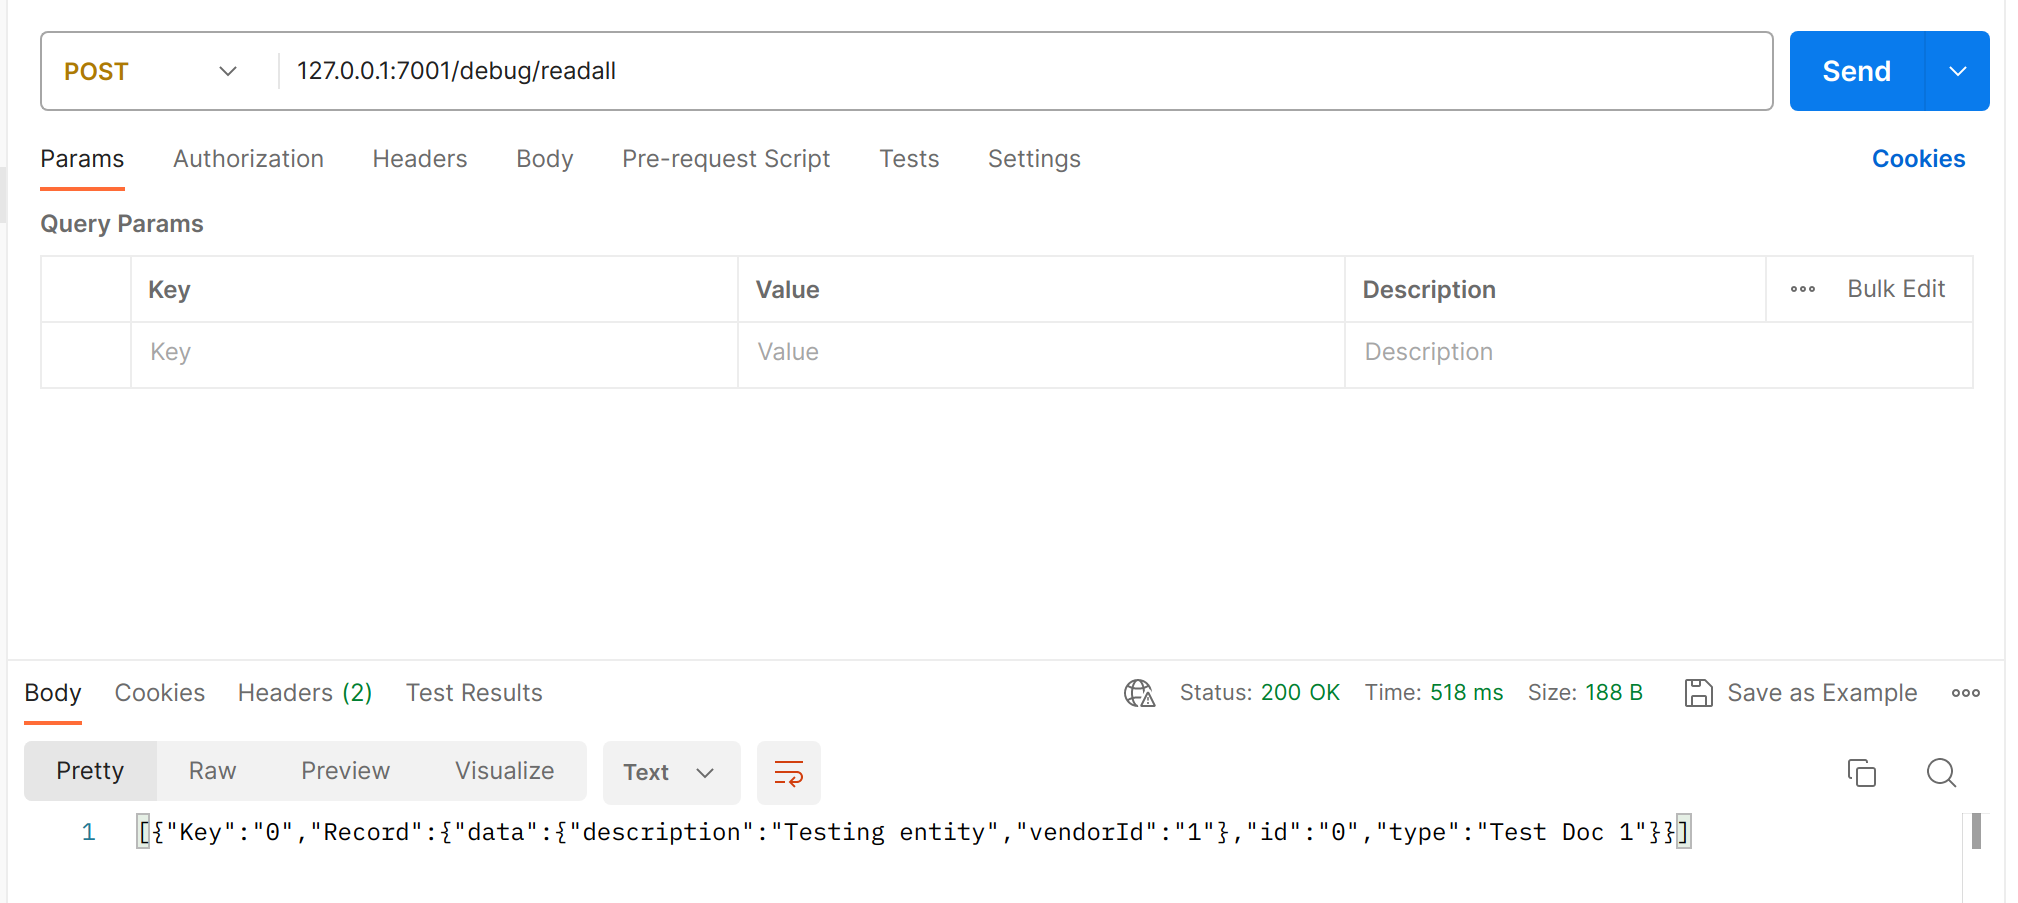 POST 127.0.0.1:7001/debug/readall Send
Params Authorization Headers Body Pre-request Script Tests Settings Cookies
Query Params
Key Value Description Bulk Edit
Key Value Description
Body Cookies Headers (2) Test Results Status: 200 OK Time: 518 ms Size: 188 B Save as Example
Pretty Raw Preview Visualize Text
1 [{"Key":"0","Record":{"data":{"description":"Testing entity","vendorId":"1"},"id":"0","type":"Test Doc 1"}}]